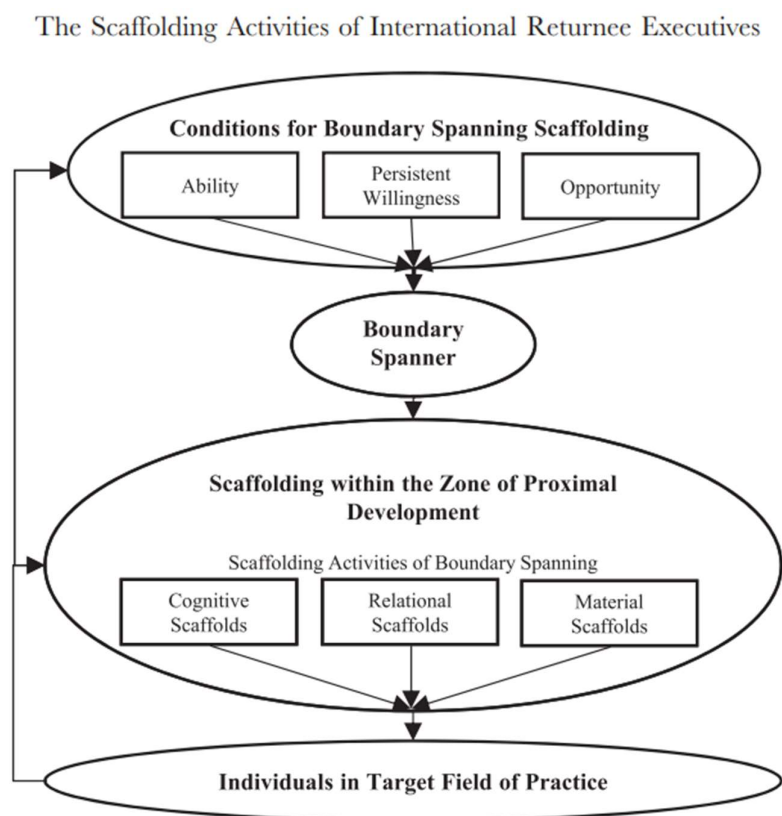 The Scaffolding Activities of International Returnee Executives
Conditions for Boundary Spanning Scaffolding
Ability
Persistent
Willingness
Opportunity
Boundary
Spanner
Scaffolding within the Zone of Proximal
Development
Scaffolding Activities of Boundary Spanning
Cognitive
Scaffolds
Relational
Scaffolds
Material
Scaffolds
Individuals in Target Field of Practice